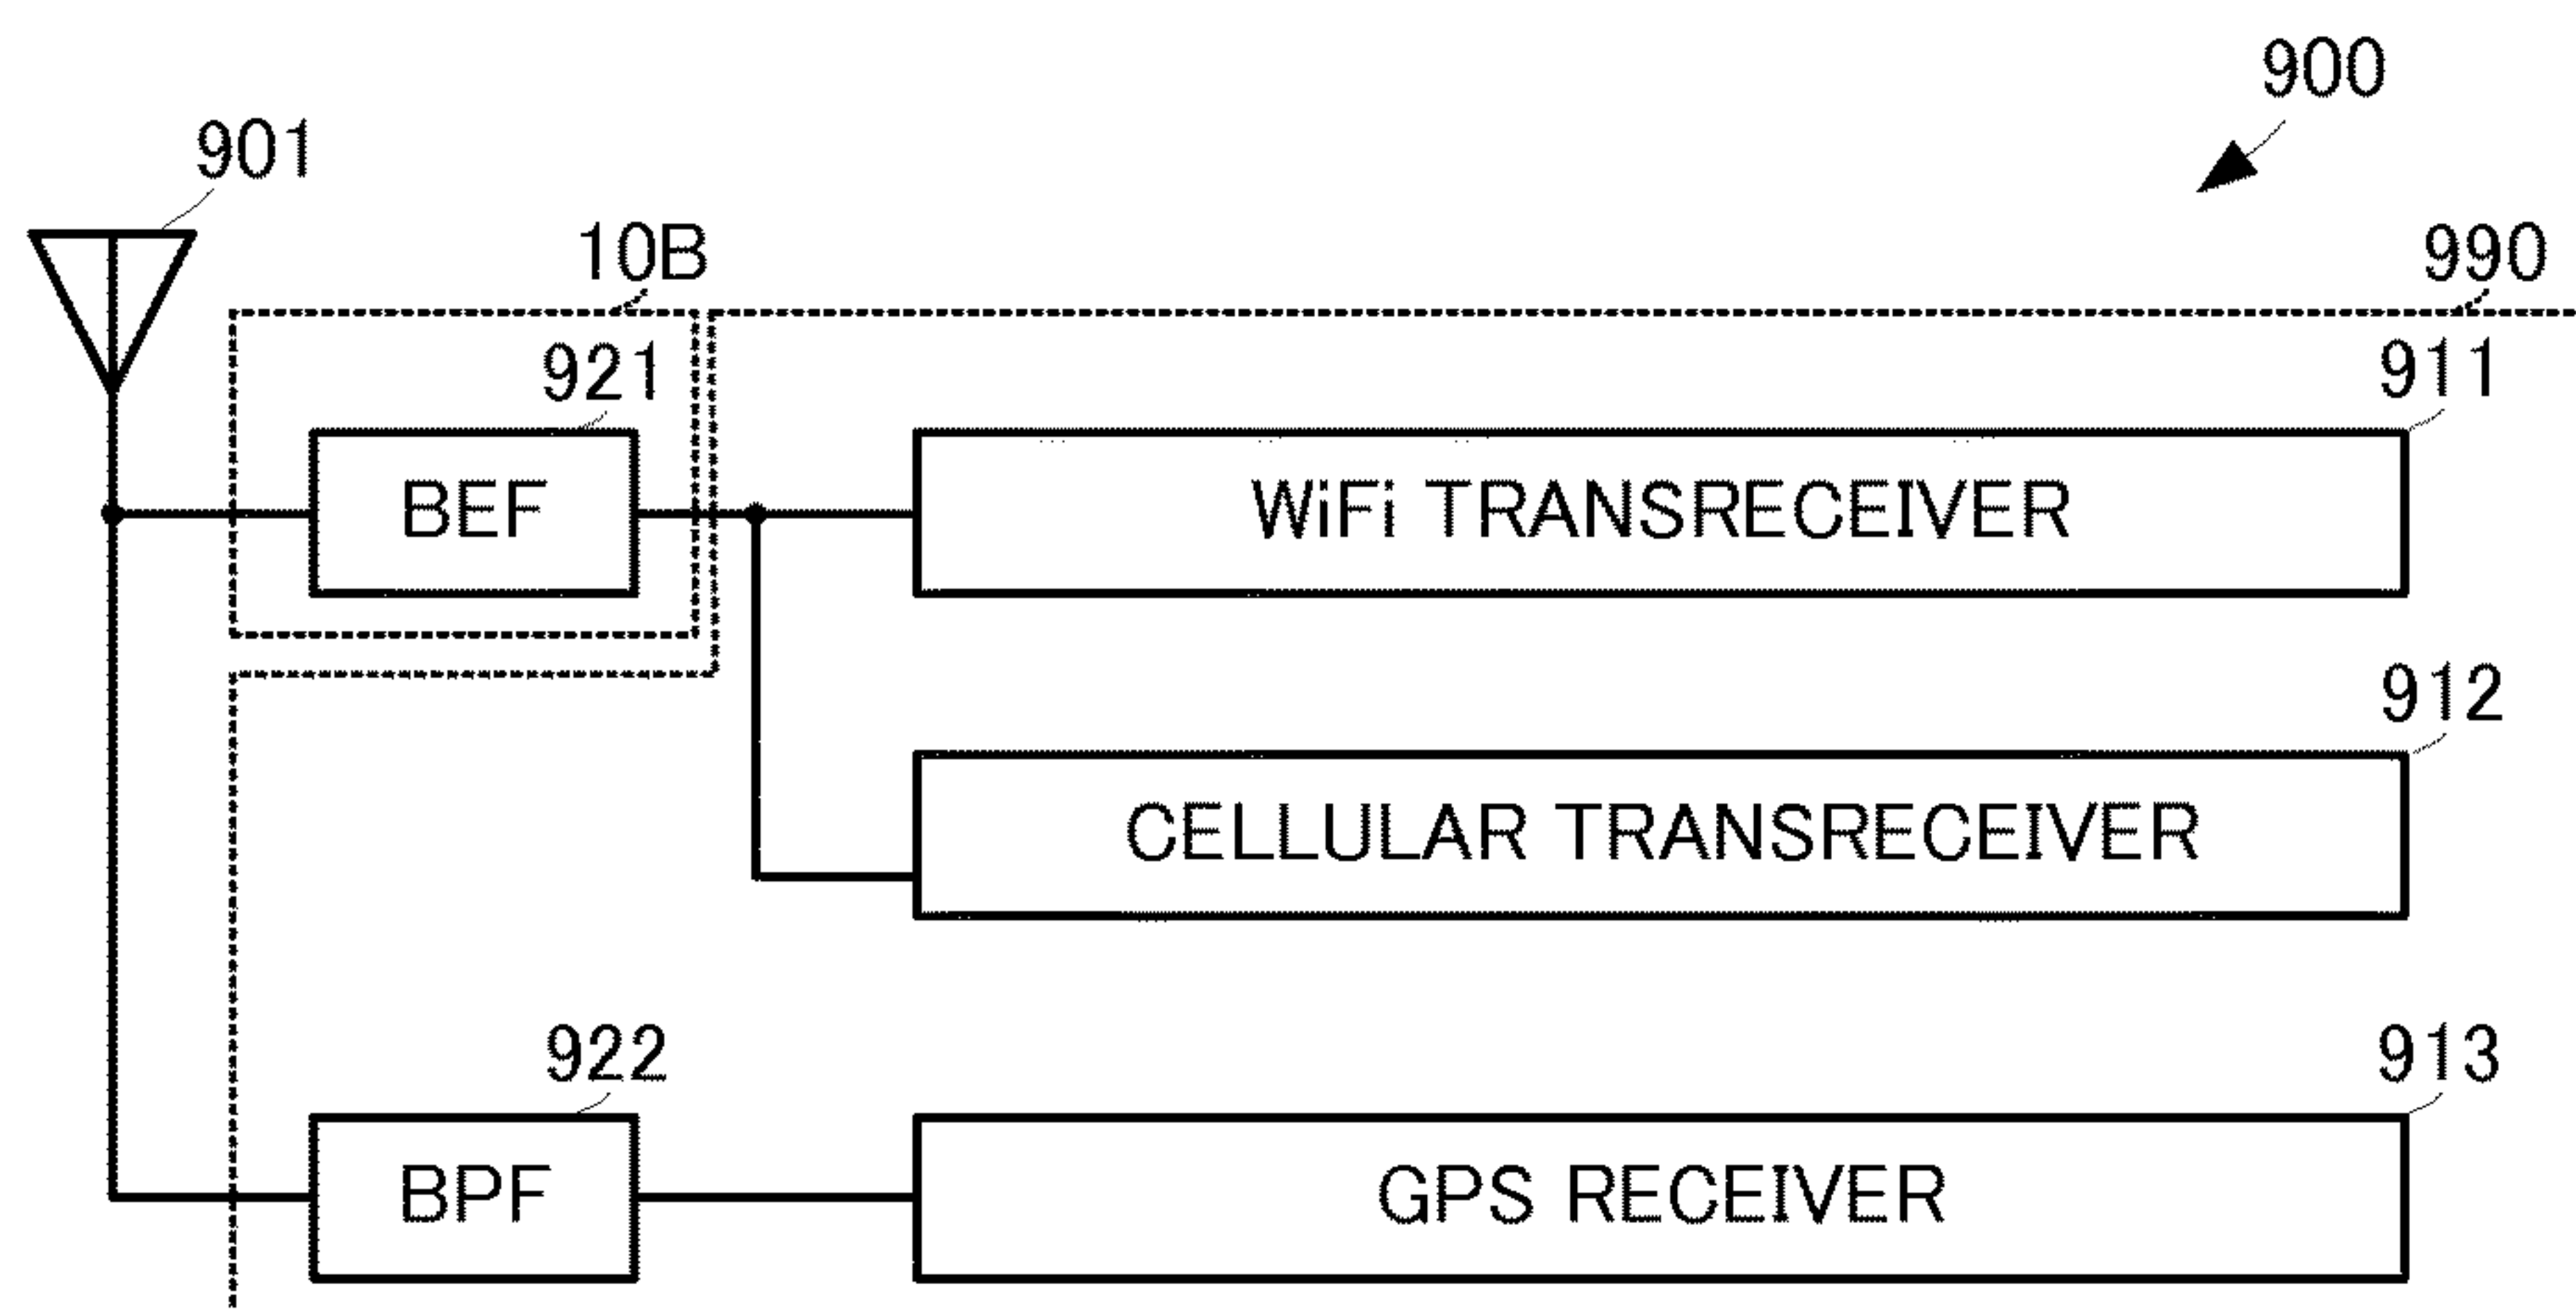 900
901
10B
990
921
911
BEF
WiFi TRANSRECEIVER
912
CELLULAR TRANSRECEIVER
922
913
BPF
GPS RECEIVER